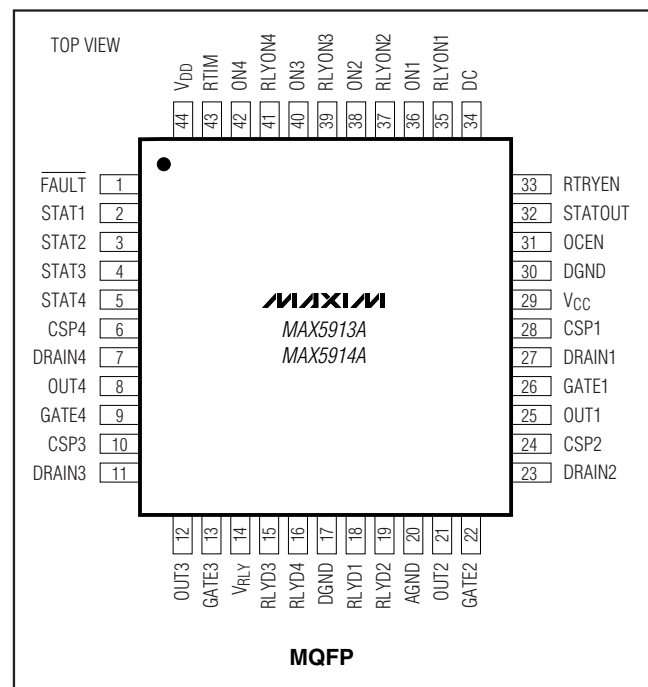 TOP VIEW
VDD
RTIM
ON4
RLYON4
ON3
RLYON3
ON2
RLYON2
ON1
RLYON1
DC
44
43
42
41
40
39
38
37
36
35
34
FAULT 1
STAT1 2
STAT2 3
STAT3 4
STAT4 5
CSP4 6
DRAIN4 7
OUT4 8
GATE4 9
CSP3 10
DRAIN3 11
MAXIM
MAX5913A
MAX5914A
33 RTRYEN
32 STATOUT
31 OCEN
30 DGND
29 VCC
28 CSP1
27 DRAIN1
26 GATE1
25 OUT1
24 CSP2
23 DRAIN2
12
13
14
15
16
17
18
19
20
21
22
OUT3
GATE3
VRLY
RLYD3
RLYD4
DGND
RLYD1
RLYD2
AGND
OUT2
GATE2
MQFP